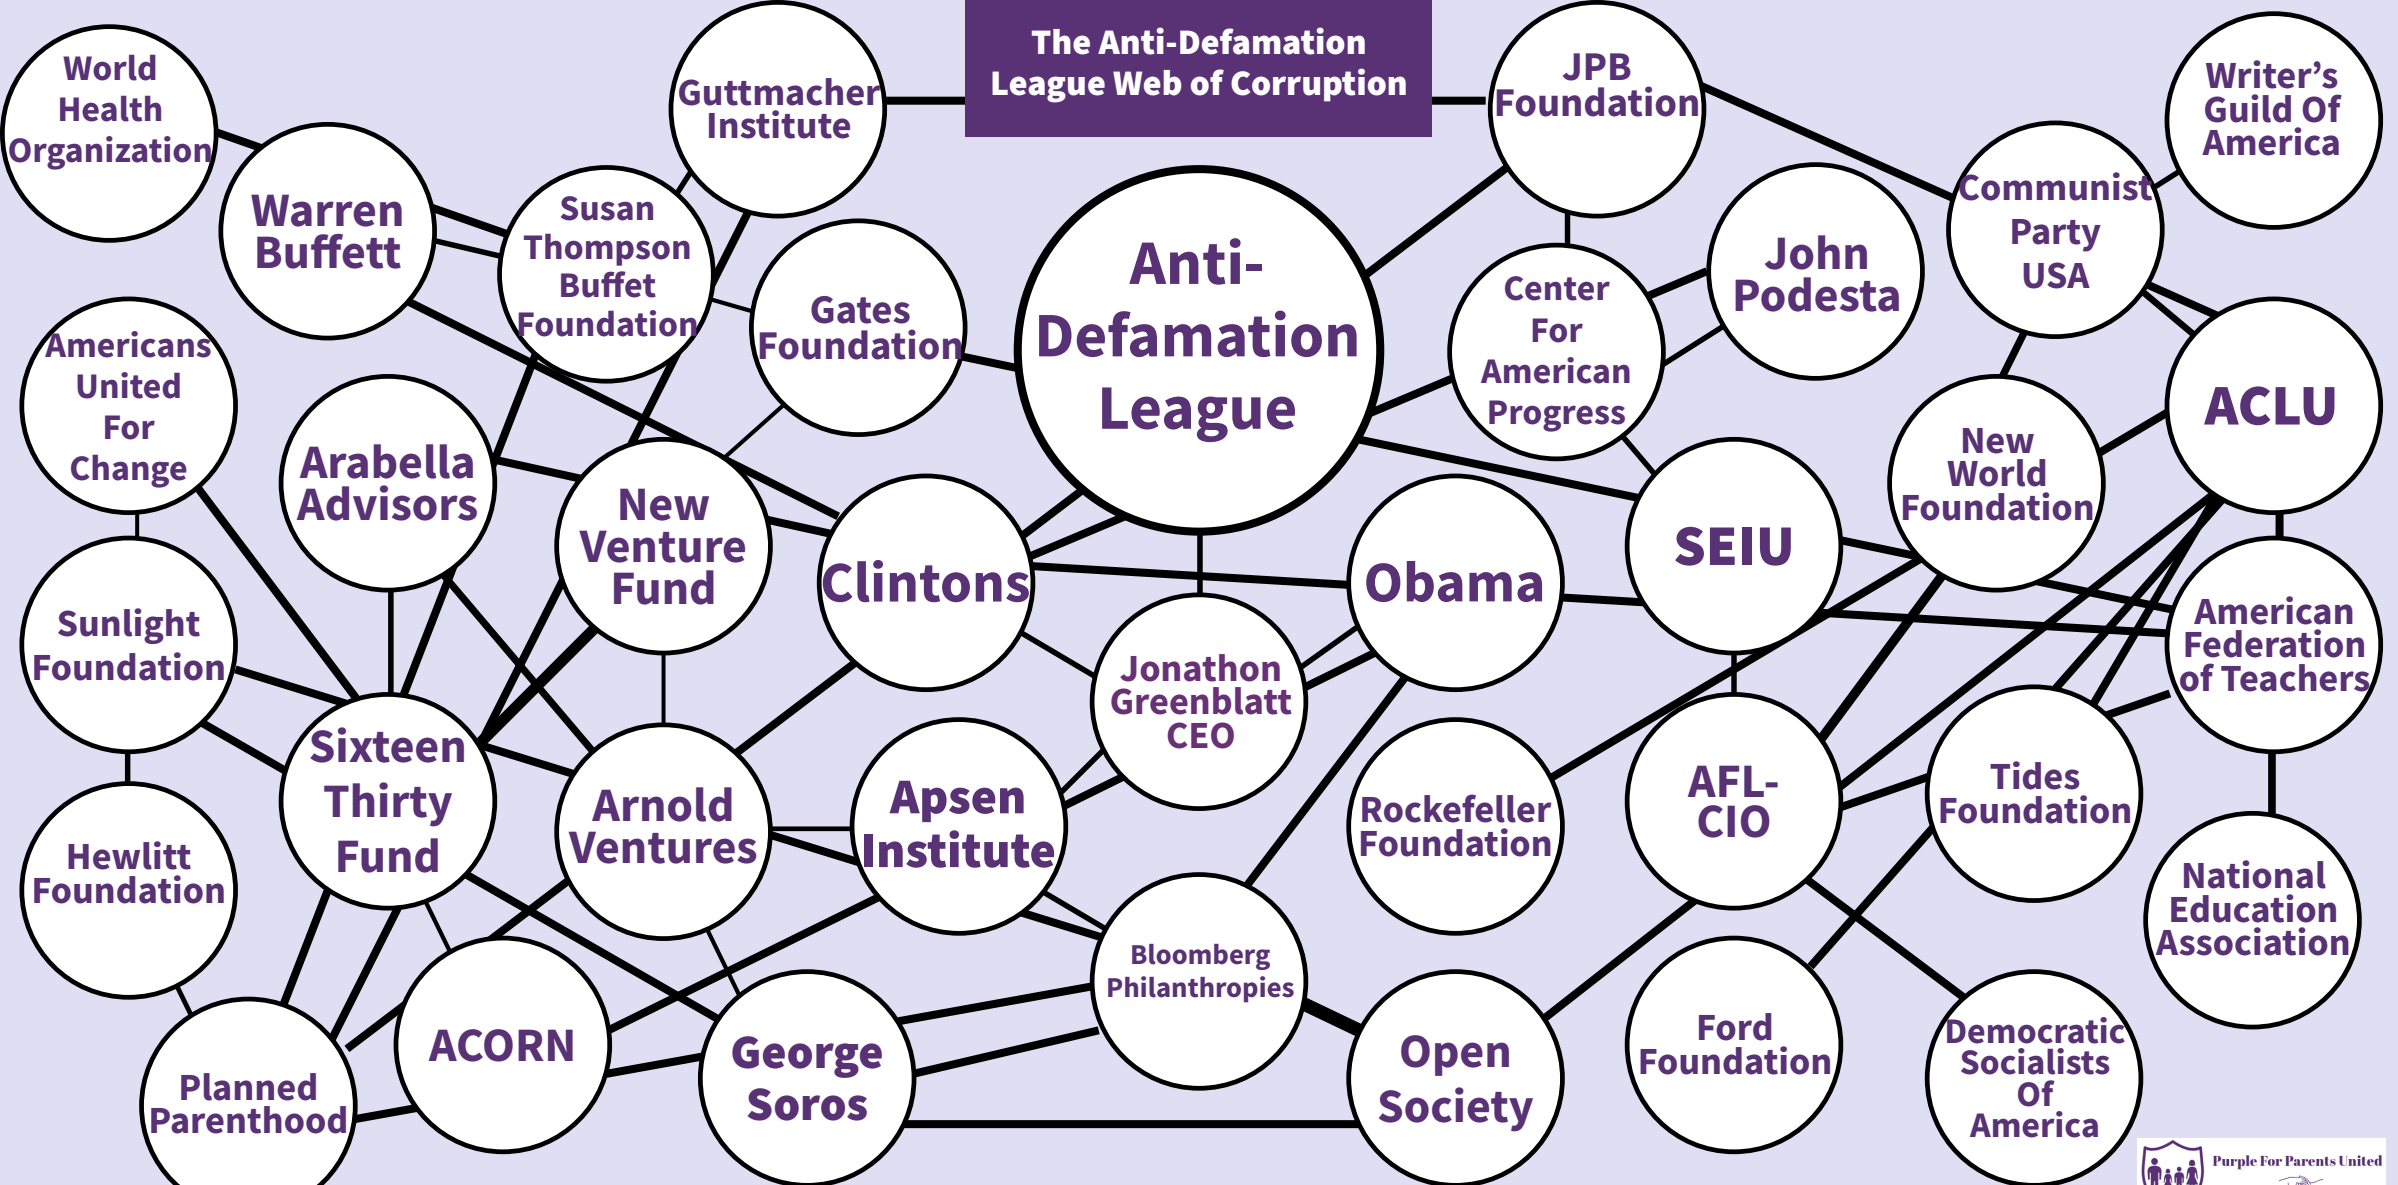 The Anti-Defamation
League Web of Corruption
World
Health
Organization
Warren
Buffett
Susan
Thompson
Buffet
Foundation
Guttmacher
Institute
Gates
Foundation
Anti-
Defamation
League
JPB
Foundation
Center
For
American
Progress
John
Podesta
Communist
Party
USA
Writer's
Guild Of
America
Americans
United
For
Change
Arabella
Advisors
New
Venture
Fund
Clintons
Obama
SEIU
New
World
Foundation
ACLU
Sunlight
Foundation
Sixteen
Thirty
Fund
Arnold
Ventures
Apsen
Institute
Jonathon
Greenblatt
CEO
Rockefeller
Foundation
AFL-
CIO
Tides
Foundation
American
Federation
of Teachers
Hewlitt
Foundation
Planned
Parenthood
ACORN
George
Soros
Bloomberg
Philanthropies
Open
Society
Ford
Foundation
Democratic
Socialists
Of
America
National
Education
Association
Purple For Parents United